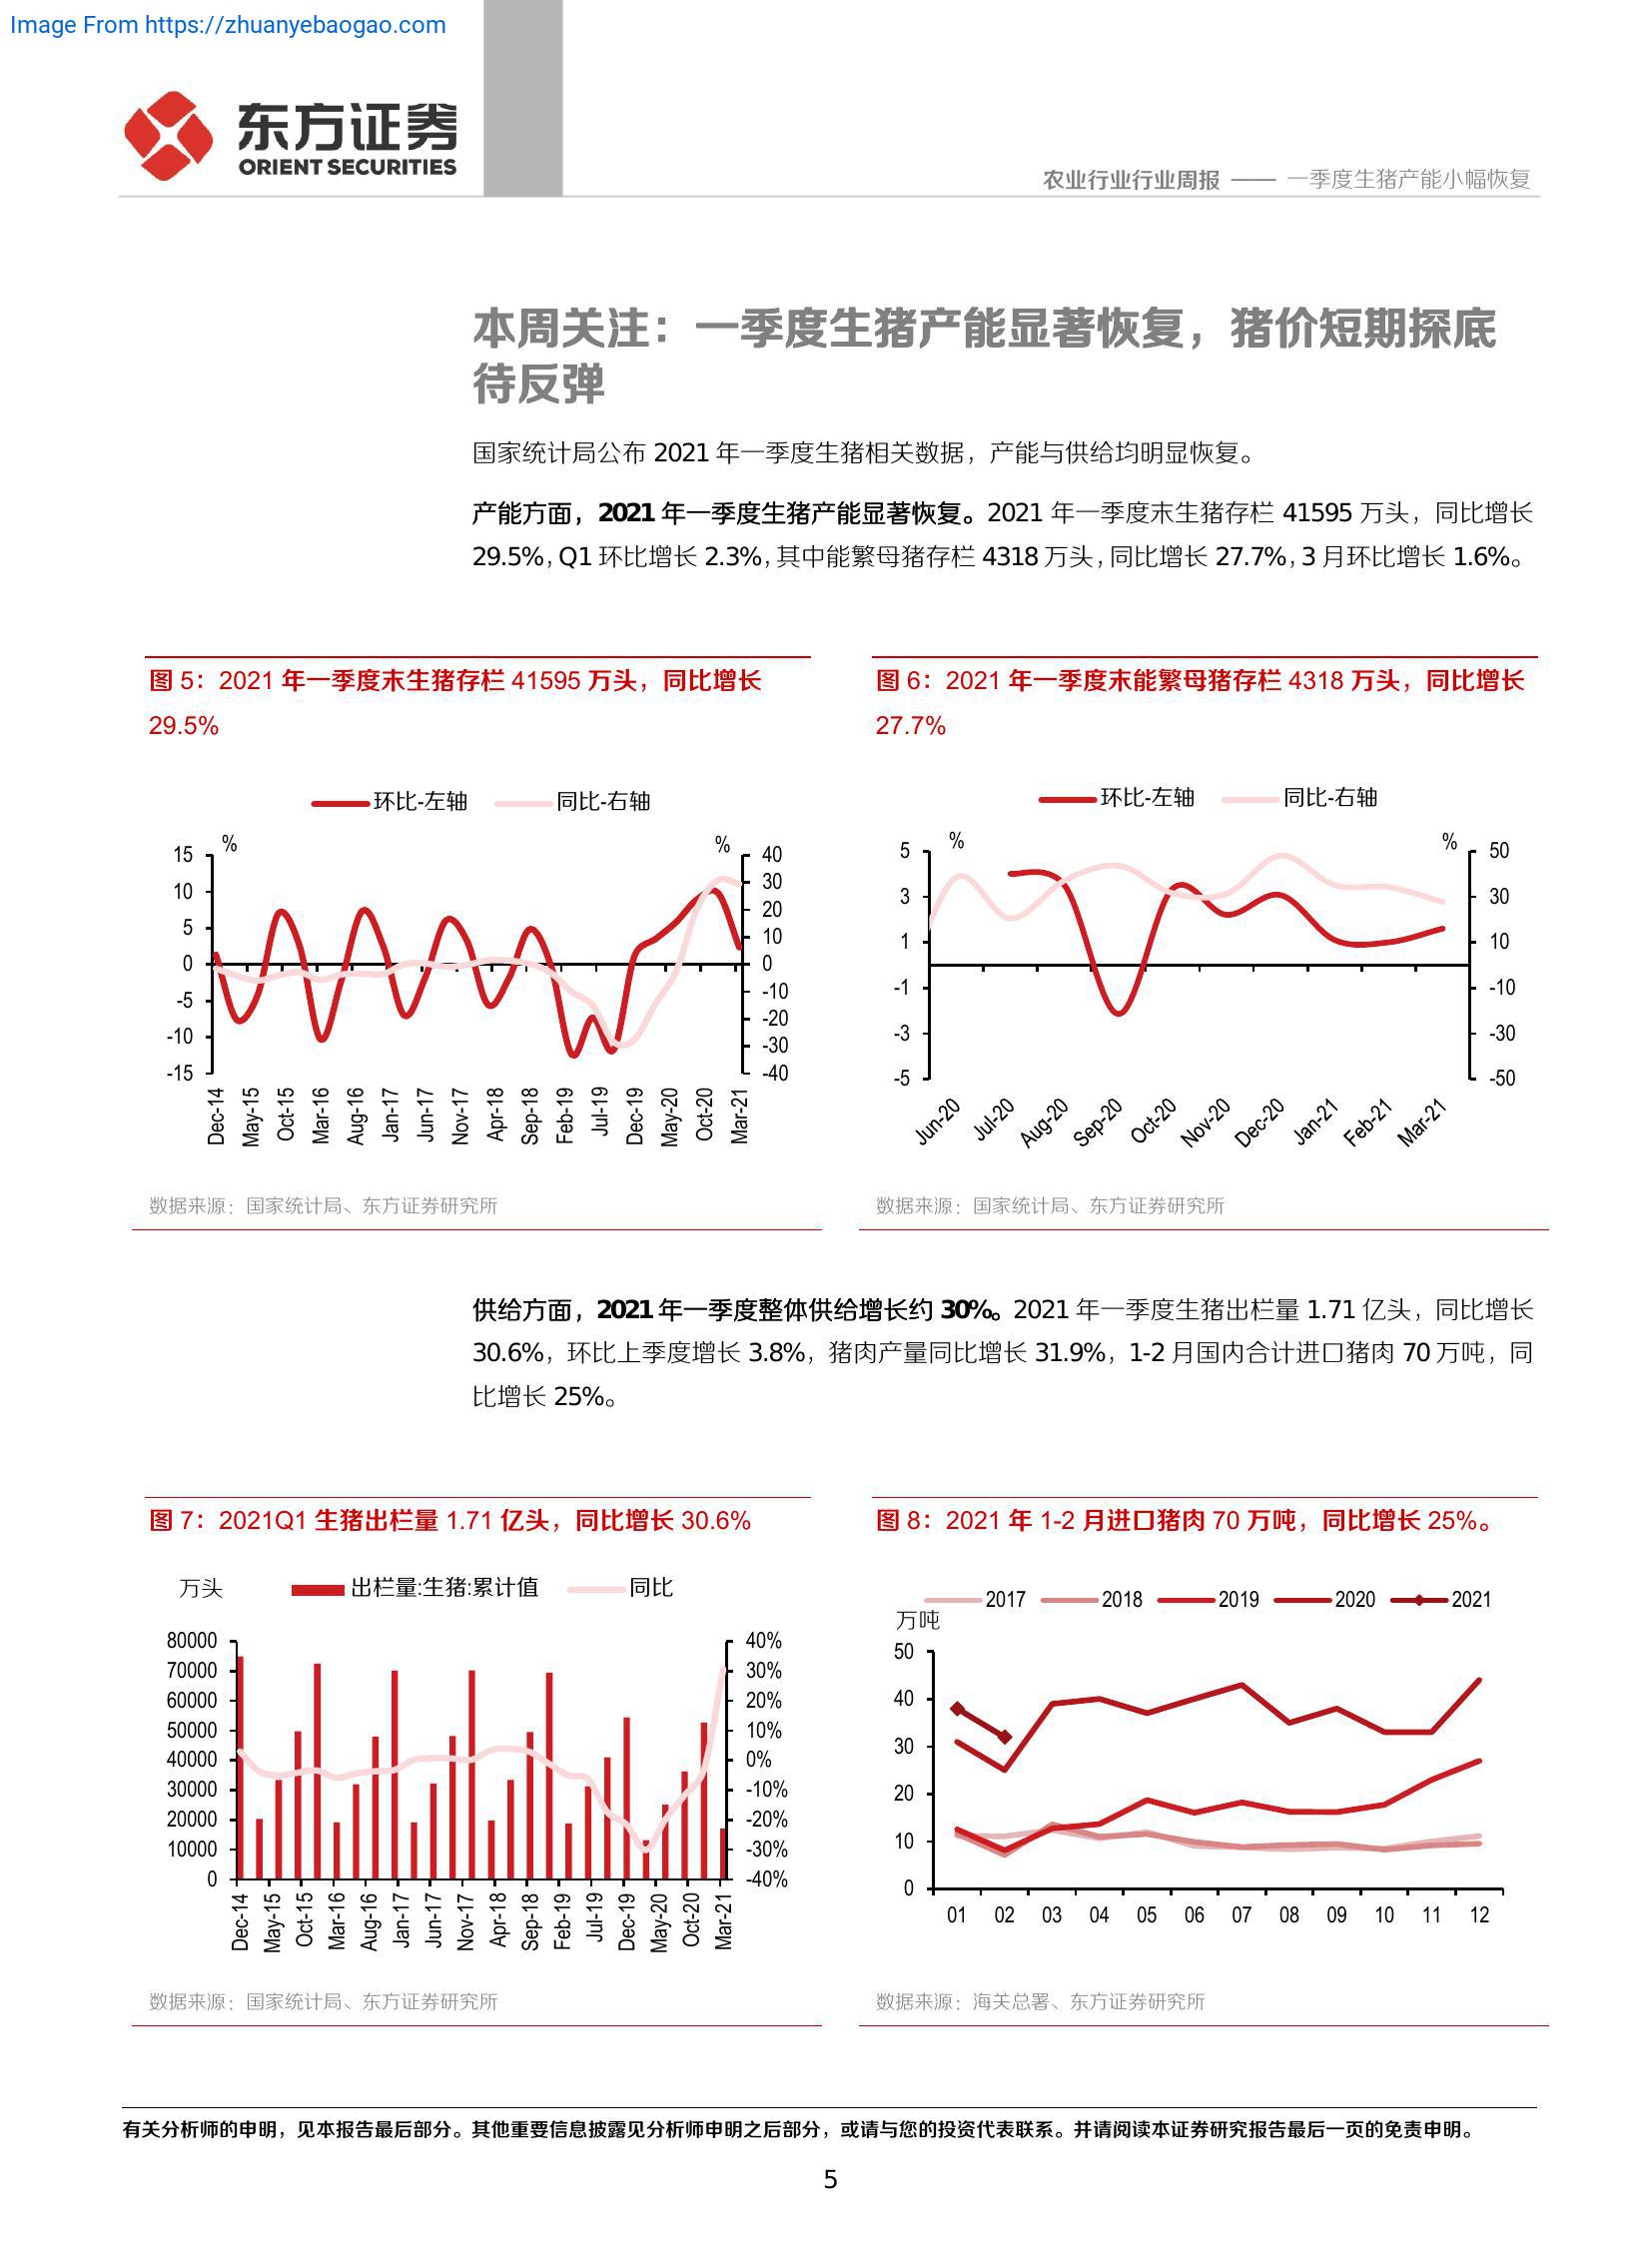 Image From https://zhuanyebaogao.com
东方证券
ORIENT SECURITIES
农业行业行业周报 —— 一季度生猪产能小幅恢复
本周关注：一季度生猪产能显著恢复，猪价短期探底
待反弹
国家统计局公布 2021 年一季度生猪相关数据，产能与供给均明显恢复。
产能方面，2021 年一季度生猪产能显著恢复。2021 年一季度末生猪存栏 41595 万头，同比增长
29.5%，Q1 环比增长 2.3%，其中能繁母猪存栏 4318 万头，同比增长 27.7%，3 月环比增长 1.6%。
图 5：2021 年一季度末生猪存栏 41595 万头，同比增长
29.5%
环比-左轴 同比-右轴
% %
15 40
10 30
5 20
0 10
-5 0
-10 -10
-15 -20
-30
-40
Dec-14 May-15 Oct-15 Mar-16 Aug-16 Jan-17 Jun-17 Nov-17 Apr-18 Sep-18 Feb-19 Jul-19 Dec-19 May-20 Oct-20 Mar-21
数据来源：国家统计局、东方证券研究所
图 6：2021 年一季度末能繁母猪存栏 4318 万头，同比增长
27.7%
环比-左轴 同比-右轴
% %
5 50
3 30
1 10
-1 -10
-3 -30
-5 -50
Jun-20 Jul-20 Aug-20 Sep-20 Oct-20 Nov-20 Dec-20 Jan-21 Feb-21 Mar-21
数据来源：国家统计局、东方证券研究所
供给方面，2021 年一季度整体供给增长约 30%。2021 年一季度生猪出栏量 1.71 亿头，同比增长
30.6%，环比上季度增长 3.8%，猪肉产量同比增长 31.9%，1-2 月国内合计进口猪肉 70 万吨，同
比增长 25%。
图 7：2021Q1 生猪出栏量 1.71 亿头，同比增长 30.6%
万头 出栏量:生猪:累计值 同比
80000 40%
70000 30%
60000 20%
50000 10%
40000 0%
30000 -10%
20000 -20%
10000 -30%
0 -40%
Dec-14 May-15 Oct-15 Mar-16 Aug-16 Jan-17 Jun-17 Nov-17 Apr-18 Sep-18 Feb-19 Jul-19 Dec-19 May-20 Oct-20 Mar-21
数据来源：国家统计局、东方证券研究所
图 8：2021 年 1-2 月进口猪肉 70 万吨，同比增长 25%。
2017 2018 2019 2020 2021
万吨
50
40
30
20
10
0
01 02 03 04 05 06 07 08 09 10 11 12
数据来源：海关总署、东方证券研究所
有关分析师的申明，见本报告最后部分。其他重要信息披露见分析师申明之后部分，或请与您的投资代表联系。并请阅读本证券研究报告最后一页的免责申明。
5